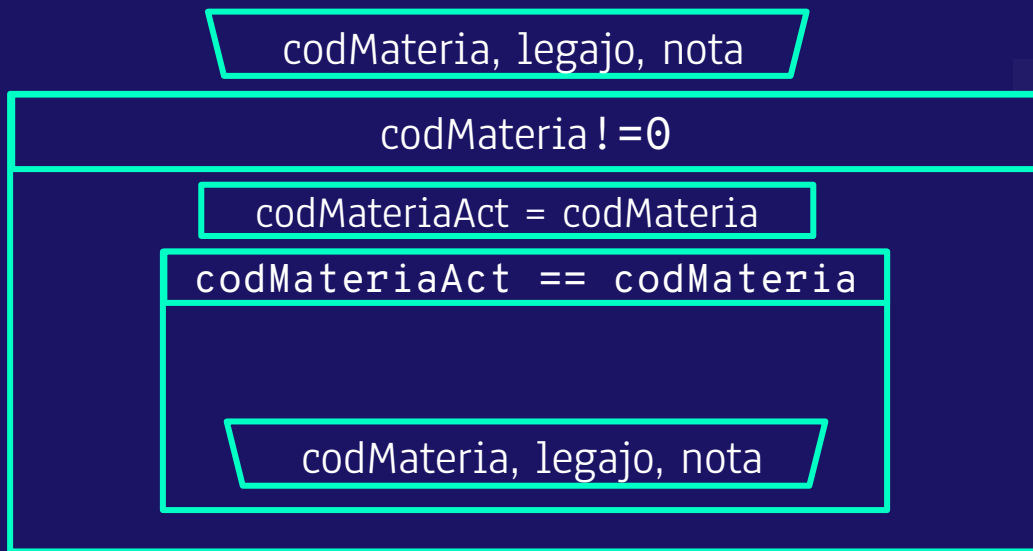 codMateria, legajo, nota
codMateria!=0
codMateriaAct = codMateria
codMateriaAct == codMateria
codMateria, legajo, nota